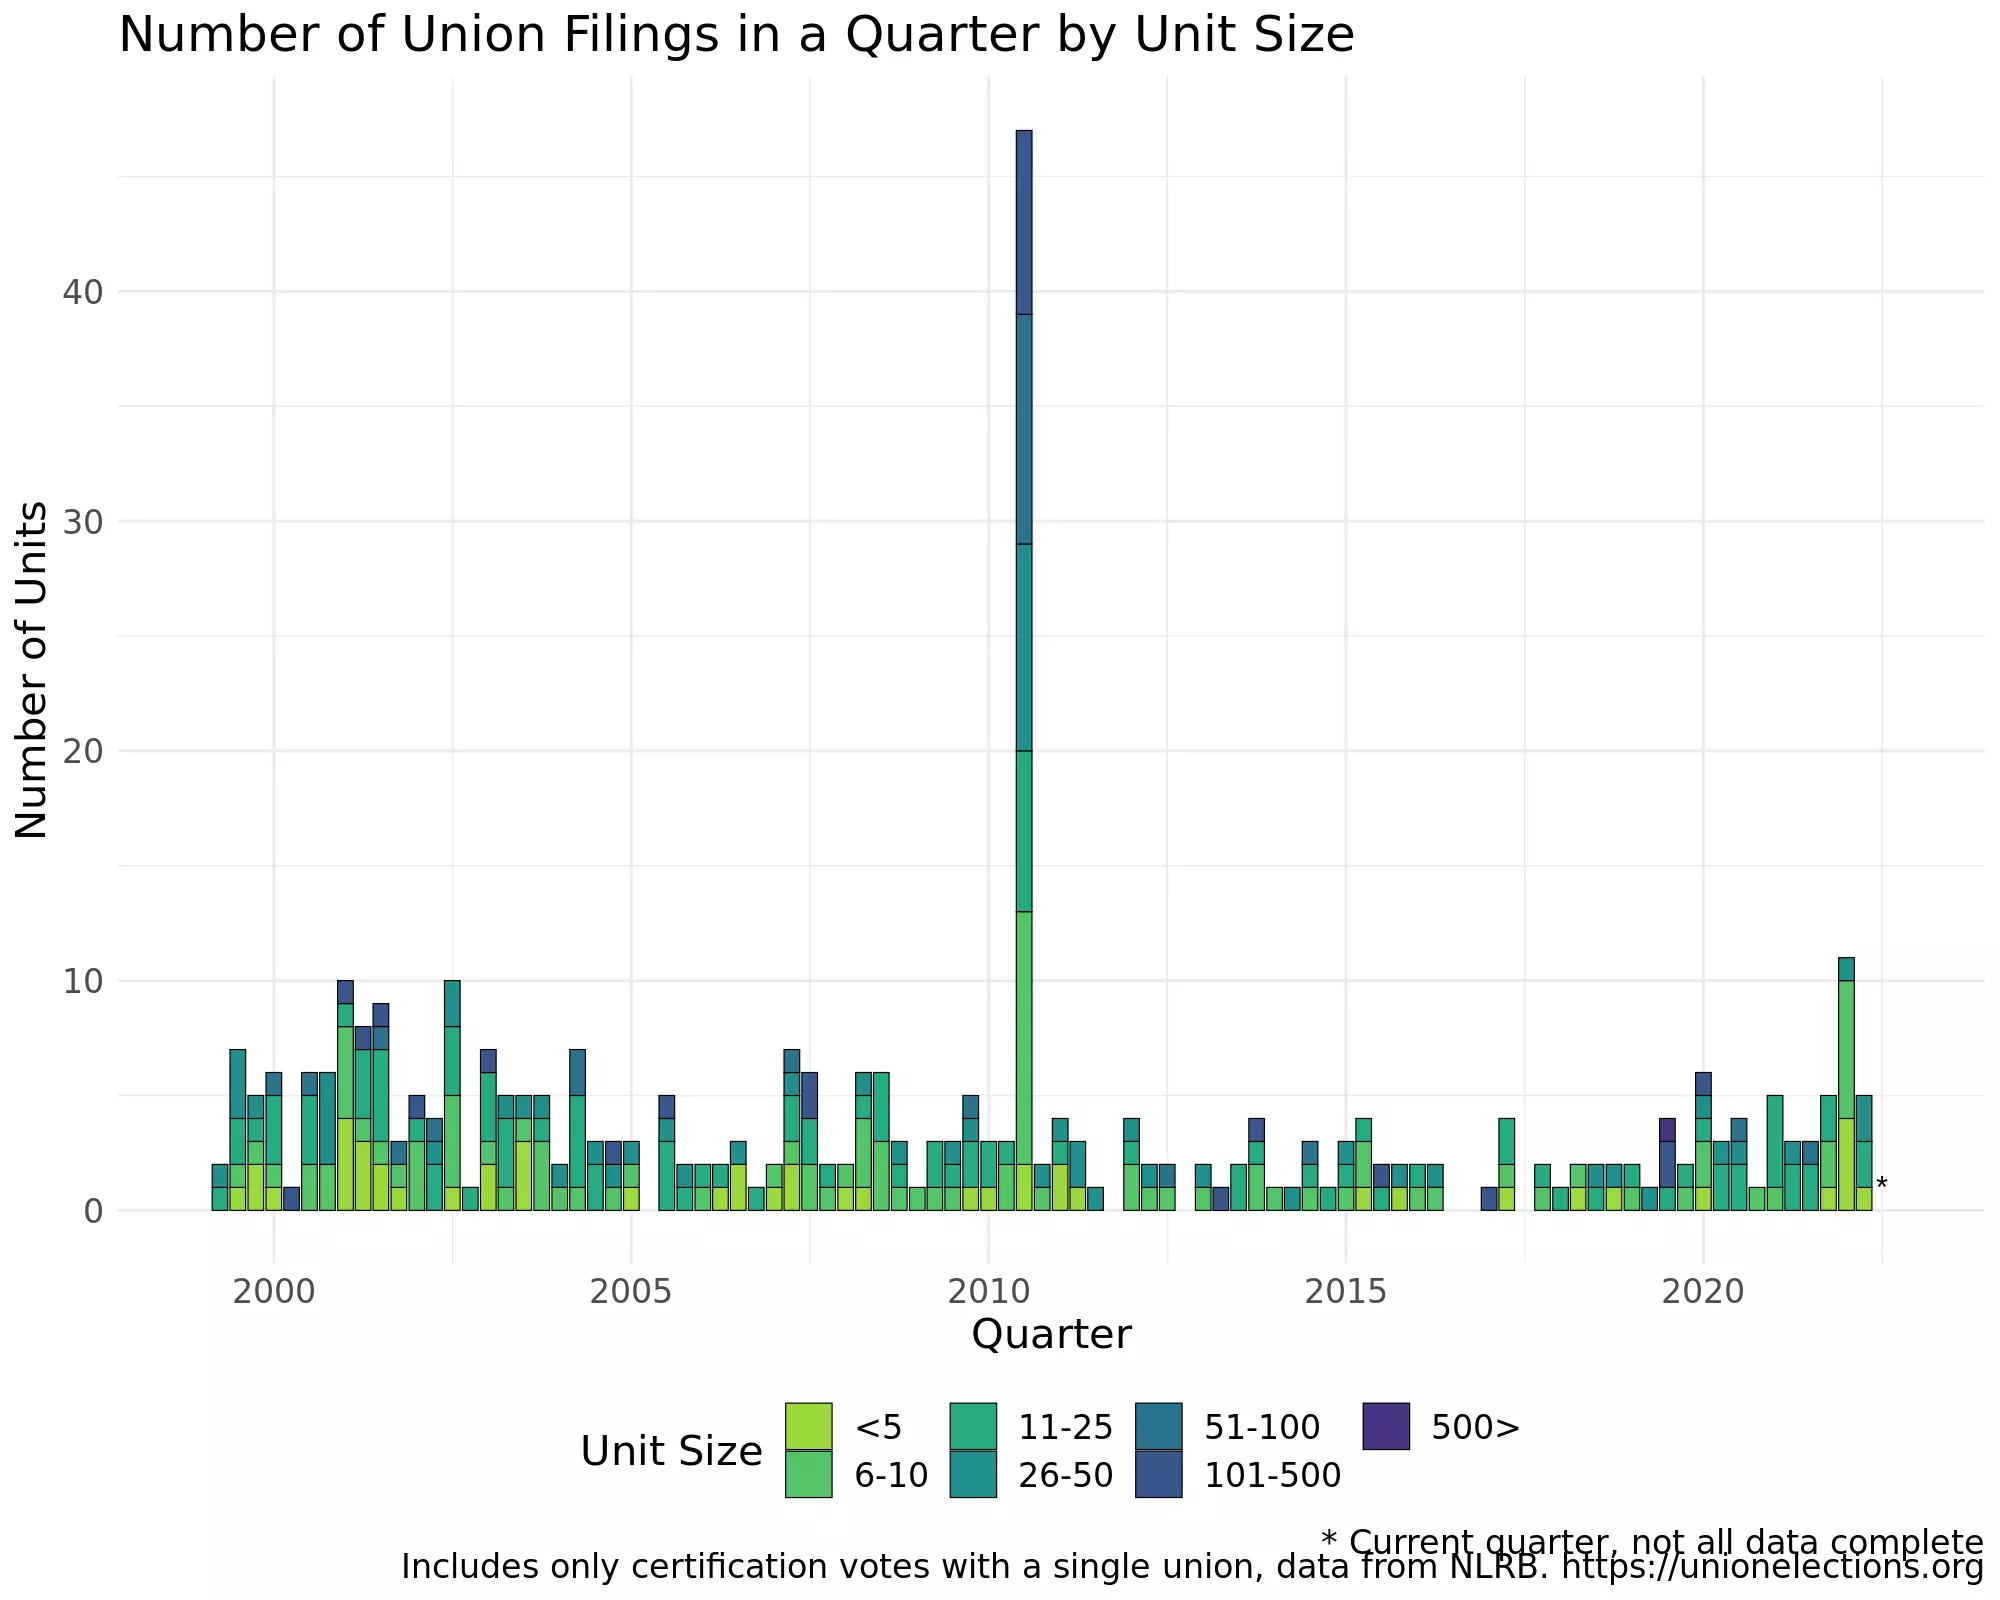 Number of Union Filings in a Quarter by Unit Size
Number of Units
40
30
20
10
0
*
2000 2005 2010 2015 2020
Quarter
Unit Size
<5 11-25 51-100 500>
6-10 26-50 101-500
* Current quarter, not all data complete
Includes only certification votes with a single union, data from NLRB. https://unionelections.org